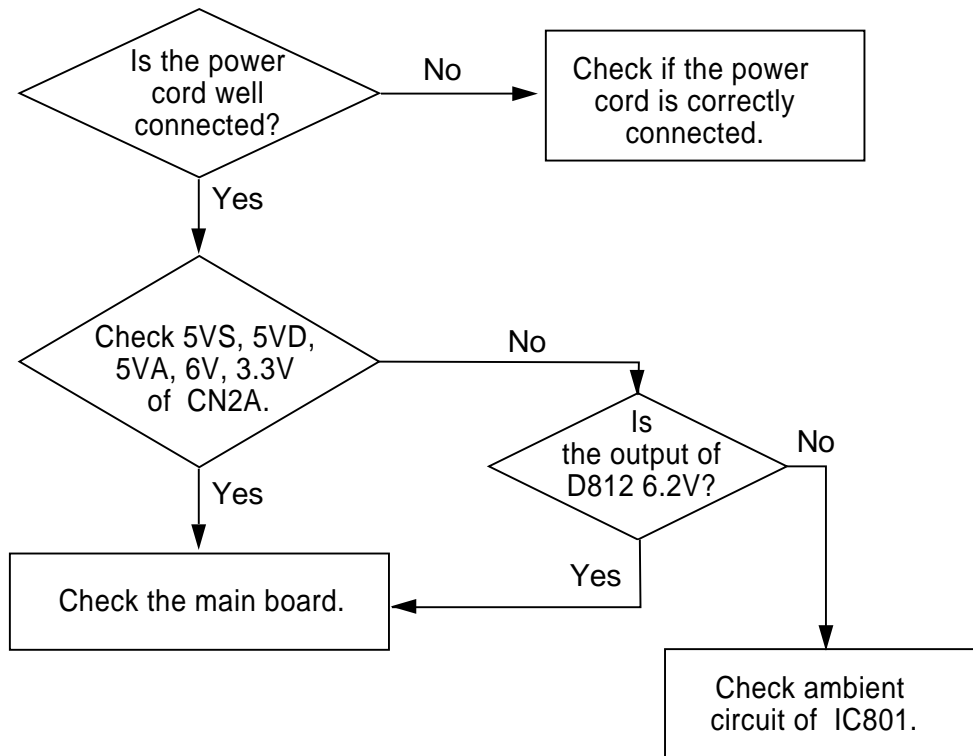 Is the power
cord well
connected?
No
Check if the power
cord is correctly
connected.
Yes
Check 5VS, 5VD,
5VA, 6V, 3.3V
of CN2A.
No
Is
the output of
D812 6.2V?
No
Yes
Yes
Check the main board.
Check ambient
circuit of IC801.